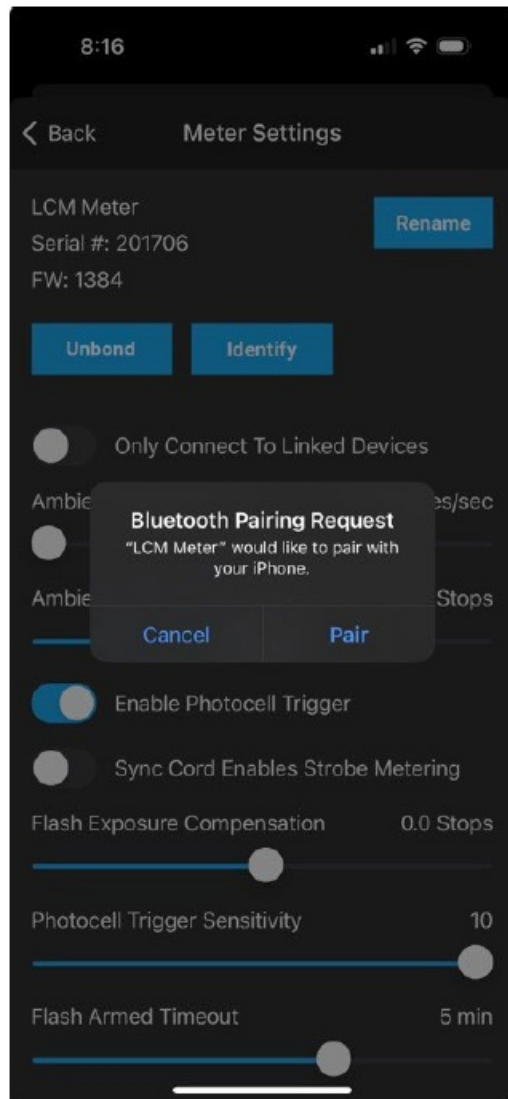 8:16
Back Meter Settings
LCM Meter
Serial #: 201706
FW: 1384
Rename
Unbond Identify
Only Connect To Linked Devices
Ambie es/sec
Bluetooth Pairing Request
“LCM Meter” would like to pair with
your iPhone.
Ambie Stops
Cancel Pair
Enable Photocell Trigger
Sync Cord Enables Strobe Metering
Flash Exposure Compensation 0.0 Stops
Photocell Trigger Sensitivity 10
Flash Armed Timeout 5 min